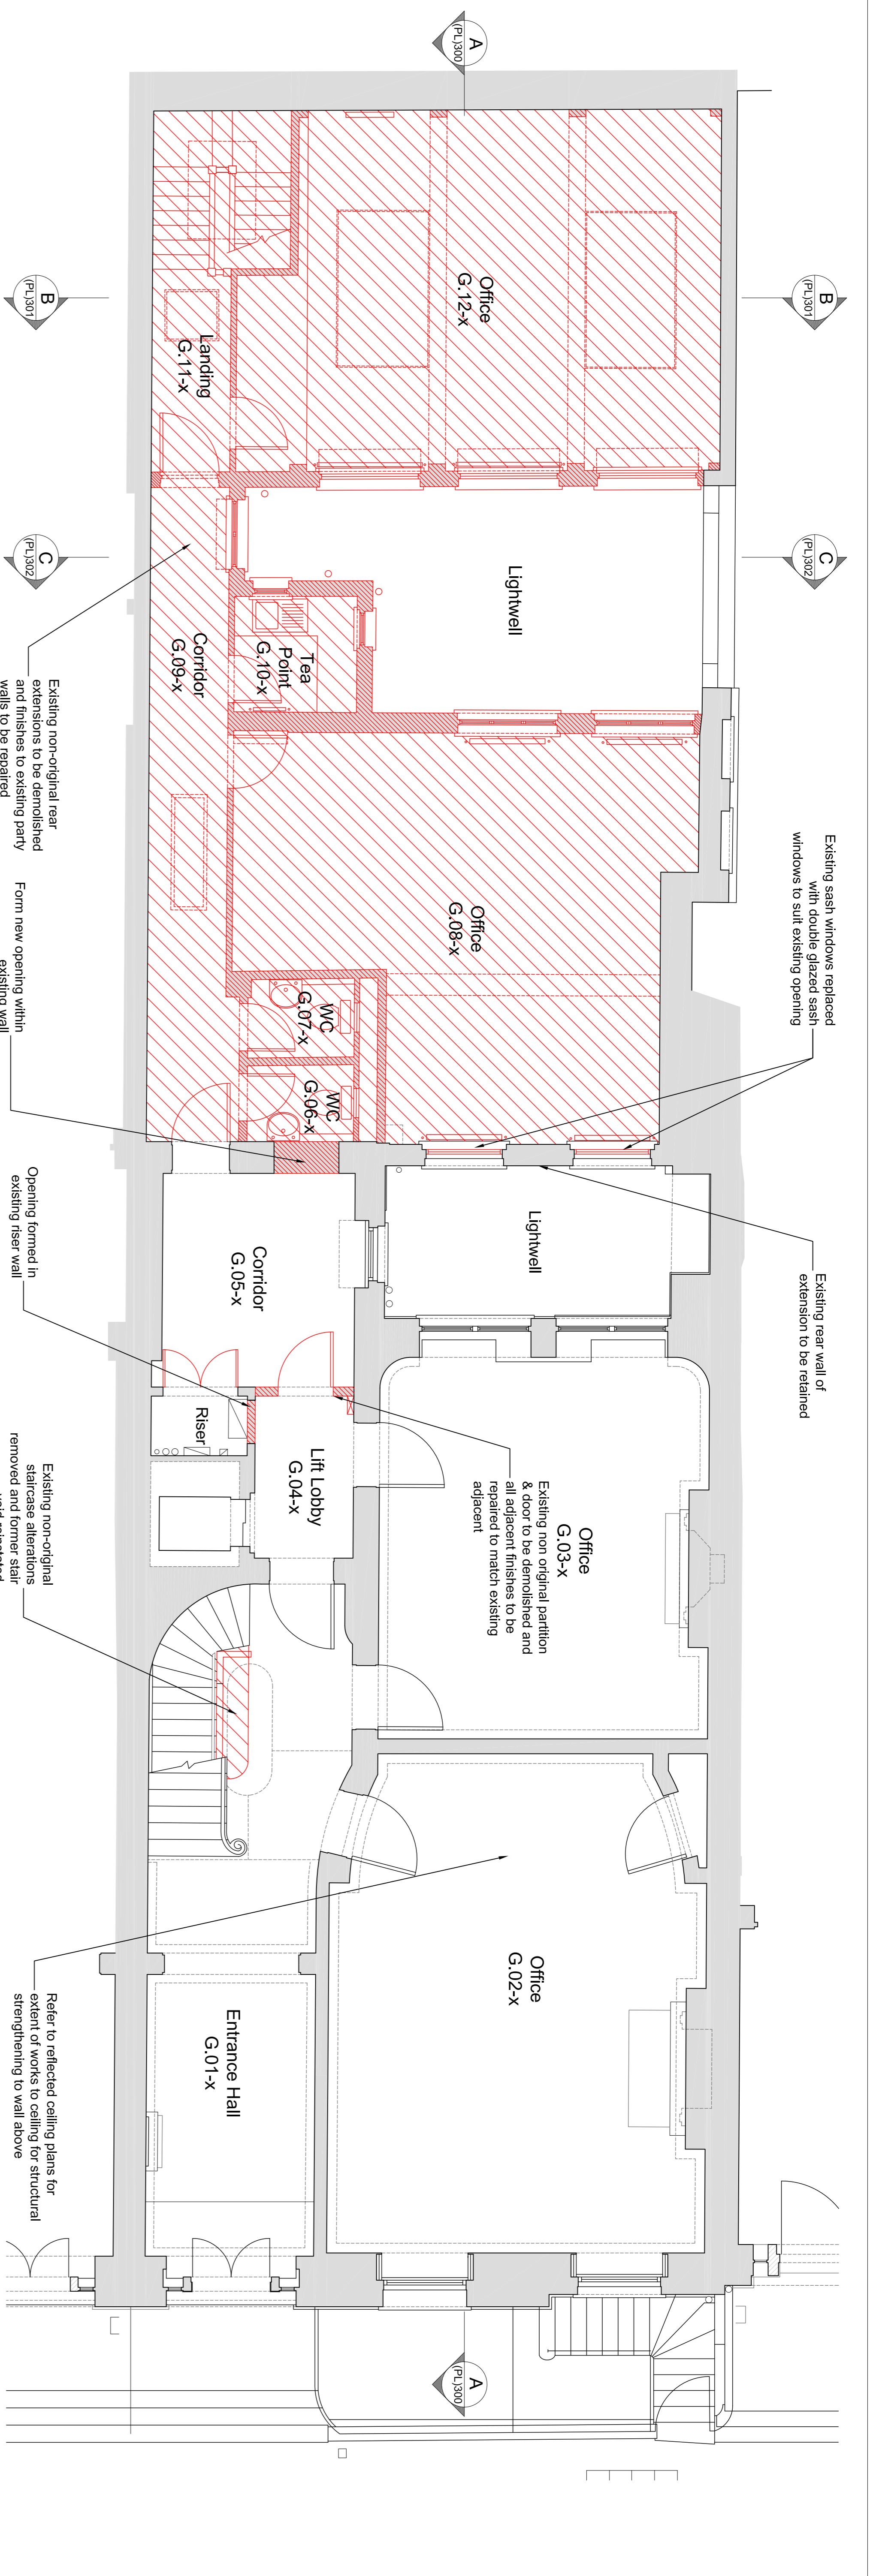 A
(PL)300
B
(PL)301
B
(PL)301
C
(PL)302
C
(PL)302
Office
G.12-x
Landing
G.11-x
Lightwell
Corridor
G.09-x
Tea
Point
G.10-x
Existing non-original rear
extensions to be demolished
and finishes to existing party
walls to be repaired
Existing sash windows replaced
with double glazed sash
windows to suit existing opening
Office
G.08-x
WC
G.07-x
WC
G.06-x
Form new opening within
existing wall
Existing rear wall of
extension to be retained
Lightwell
Corridor
G.05-x
Opening formed in
existing riser wall
Riser
Lift Lobby
G.04-x
Office
G.03-x
Existing non original partition
& door to be demolished and
all adjacent finishes to be
repaired to match existing
adjacent
Existing non-original
staircase alterations
removed and former stair
void reinstated
Office
G.02-x
Entrance Hall
G.01-x
Refer to reflected ceiling plans for
extent of works to ceiling for structural
strengthening to wall above
A
(PL)300